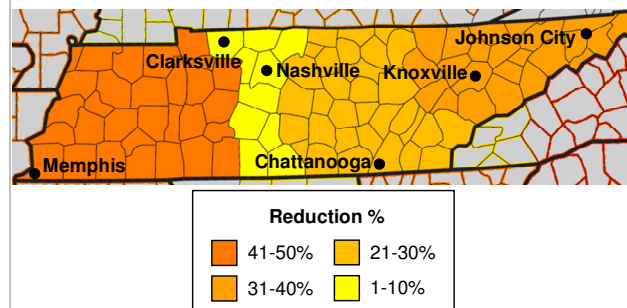 Johnson City
Clarksville
Nashville
Knoxville
Chattanooga
Memphis
Reduction %
41-50%
21-30%
31-40%
1-10%